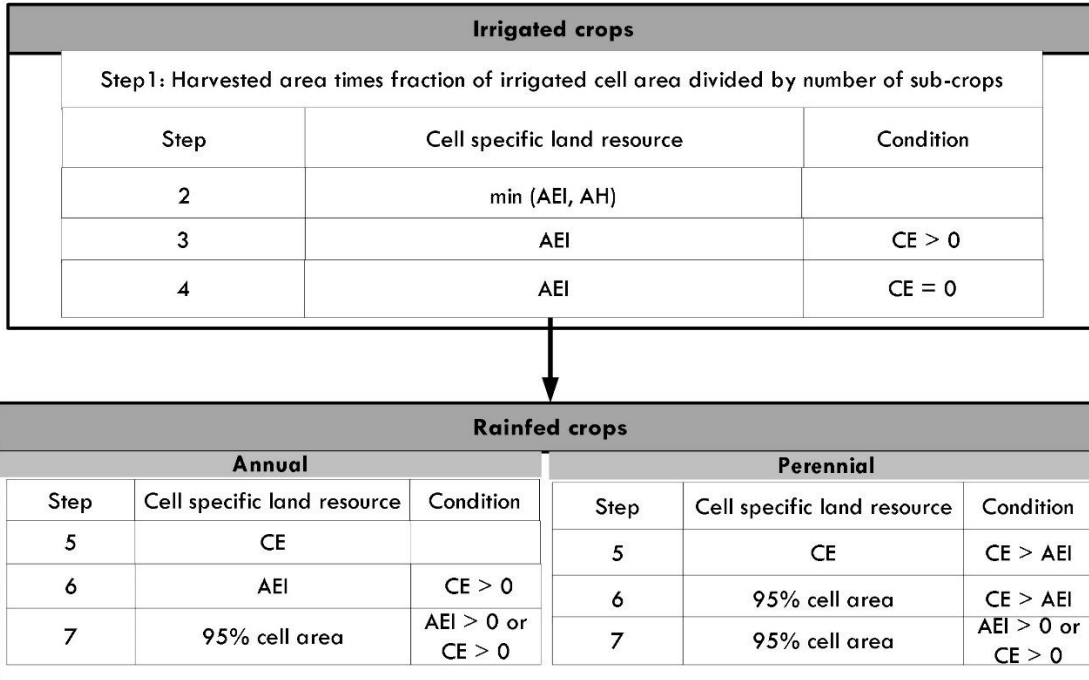 Irrigated crops
Step1: Harvested area times fraction of irrigated cell area divided by number of sub-crops
Step Cell specific land resource Condition
2 min (AEI, AH)
3 AEI CE > 0
4 AEI CE = 0
Rainfed crops
Annual
Step Cell specific land resource Condition
5 CE
6 AEI CE > 0
7 95% cell area AEI > 0 or
CE > 0
Perennial
Step Cell specific land resource Condition
5 CE CE > AEI
6 95% cell area CE > AEI
7 95% cell area AEI > 0 or
CE > 0